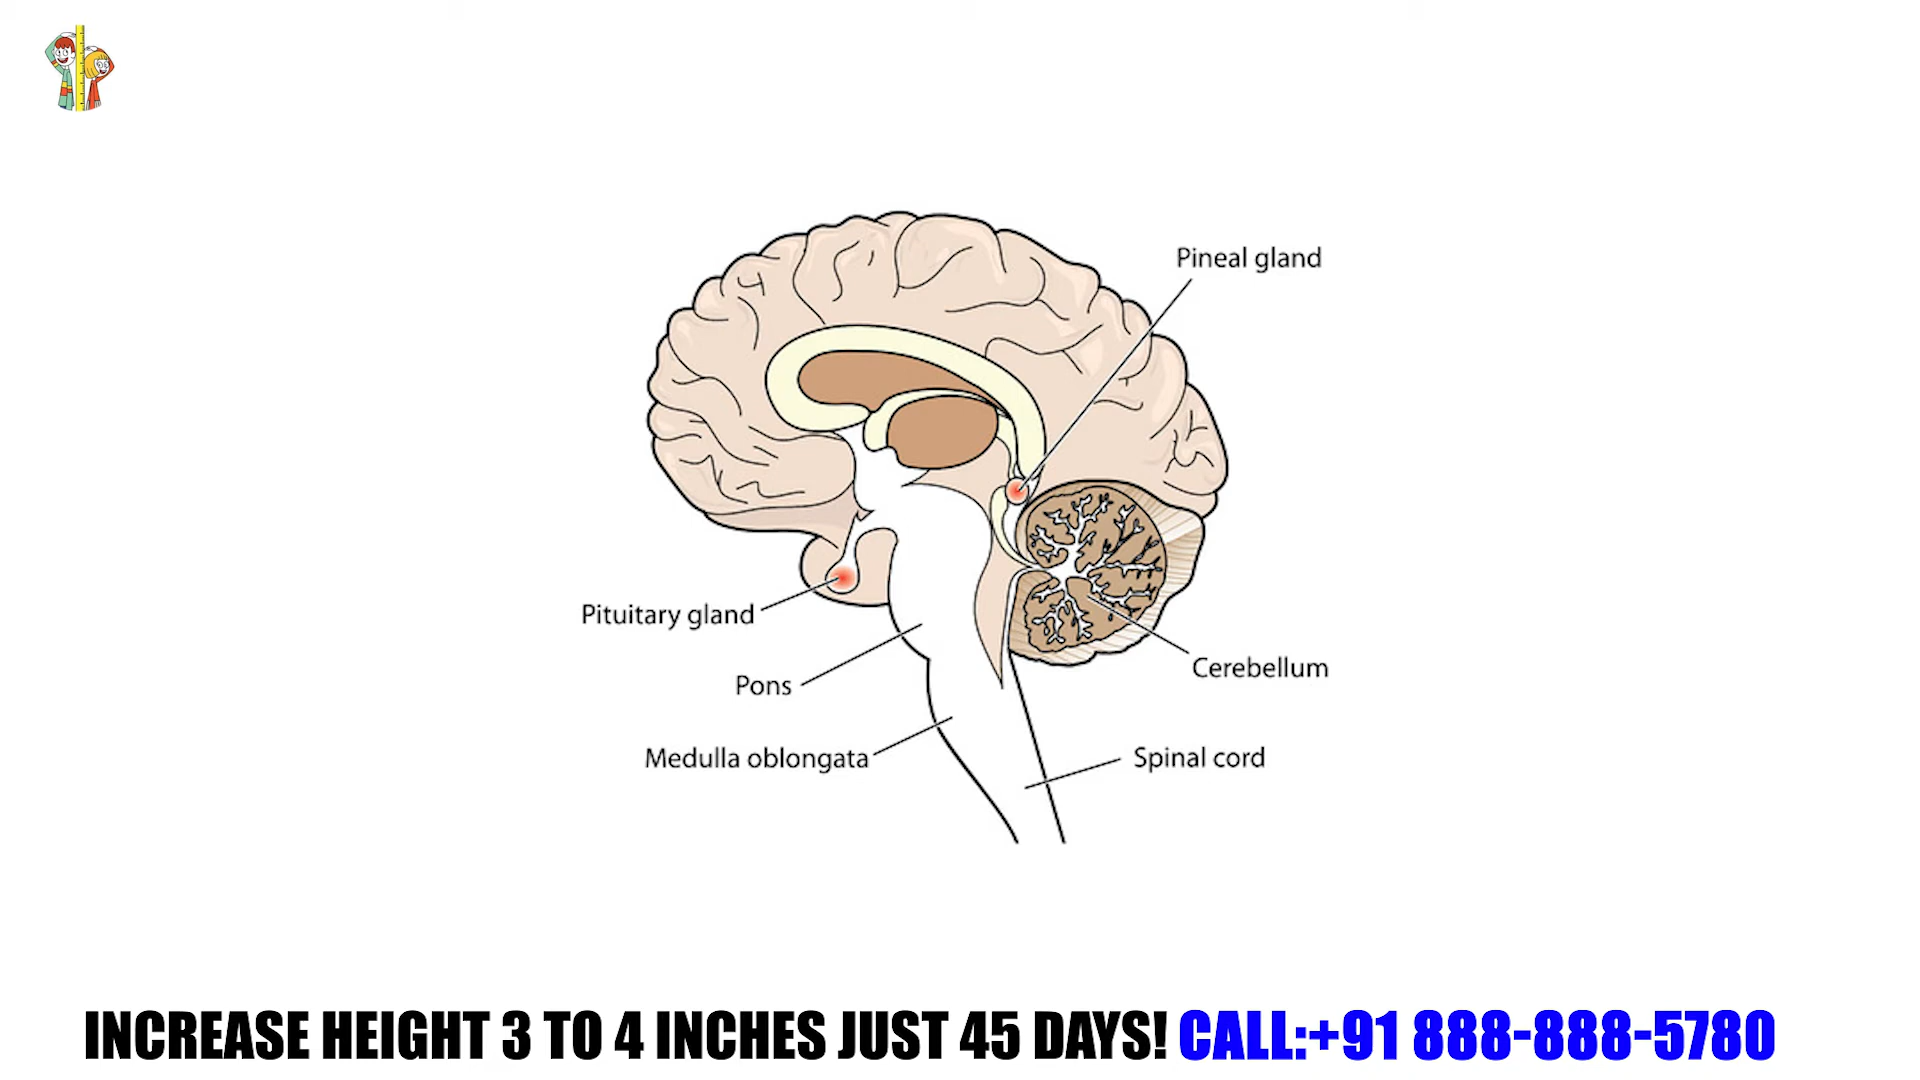 Pineal gland
Pituitary gland
Pons
Cerebellum
Medulla oblongata
Spinal cord
INCREASE HEIGHT 3 TO 4 INCHES JUST 45 DAYS! CALL:+91 888-888-5780